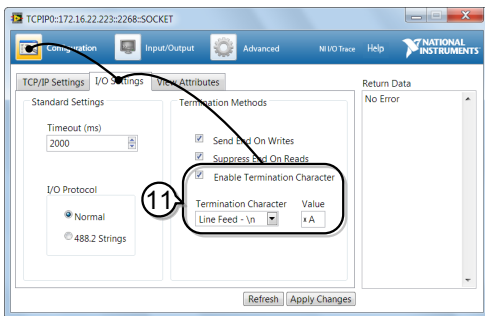 TCPIP0::172.16.22.223::2268::SOCKET
Configuration Input/Output Advanced NI I/O Trace Help NATIONAL INSTRUMENTS
TCP/IP Settings I/O Settings View Attributes Return Data
Standard Settings Termination Methods No Error
Timeout (ms)
2000 Send End On Writes
Suppress End On Reads
Enable Termination Character
I/O Protocol
11 Termination Character Value
Normal Line Feed - \n x A
488.2 Strings
Refresh Apply Changes